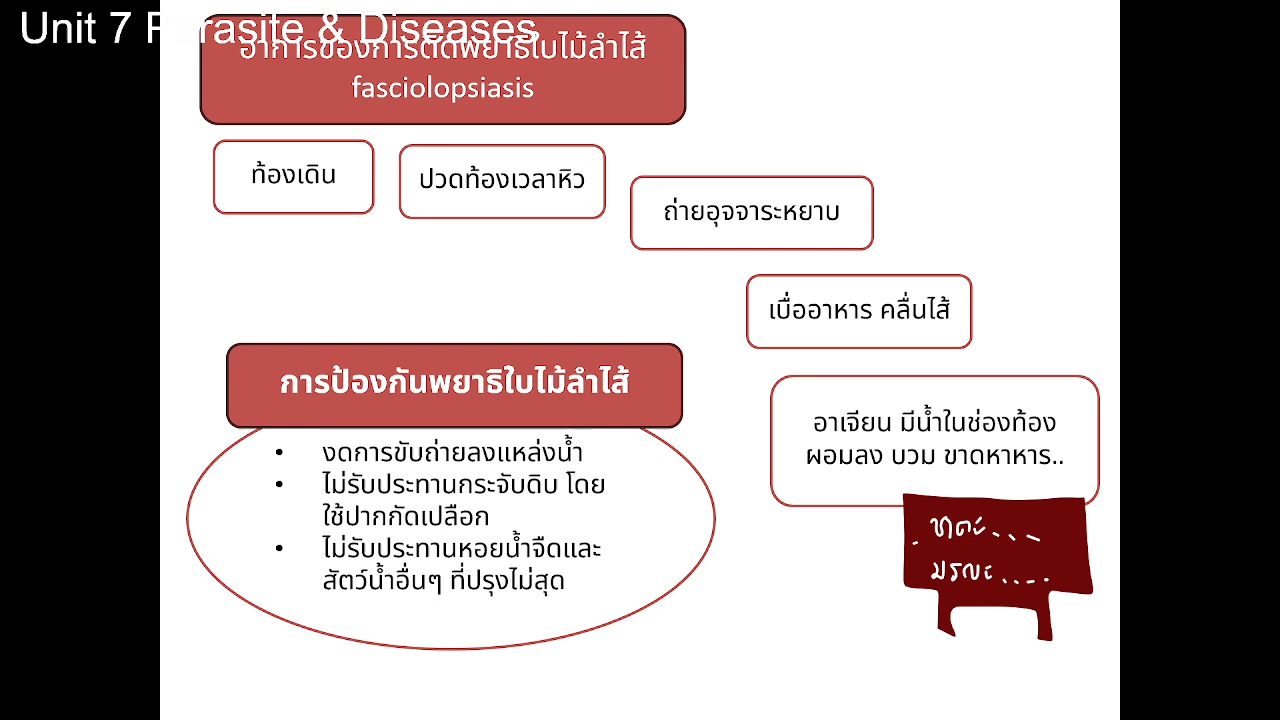 Unit 7 Parasite & Diseases
อาการของการติดพยาธิใบไม้ลำไส้
fasciolopsiasis
ท้องเดิน
ปวดท้องเวลาหิว
ถ่ายอุจจาระหยาบ
เบื่ออาหาร คลื่นไส้
อาเจียน มีน้ำในช่องท้อง
ผอมลง บวม ขาดหาหาร..
การป้องกันพยาธิใบไม้ลำไส้
• งดการขับถ่ายลงแหล่งน้ำ
• ไม่รับประทานกระจับดิบ โดย
ใช้ปากกัดเปลือก
• ไม่รับประทานหอยน้ำจืดและ
สัตว์น้ำอื่นๆ ที่ปรุงไม่สุด